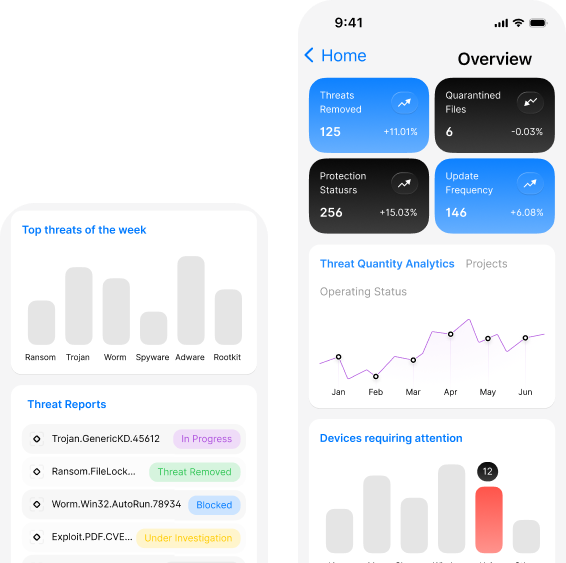 9:41
Home
Overview
Threats
Removed
125
+11.01%
Quarantined
Files
6
-0.03%
Protection
Statusrs
256
+15.03%
Update
Frequency
146
+6.08%
Threat Quantity Analytics
Projects
Operating Status
Jan Feb Mar Apr May Jun
Devices requiring attention
12
Top threats of the week
Ransom Trojan Worm Spyware Adware Rootkit
Threat Reports
Trojan.GenericKD.45612 In Progress
Ransom.FileLock... Threat Removed
Worm.Win32.AutoRun.78934 Blocked
Exploit.PDF.CVE... Under Investigation